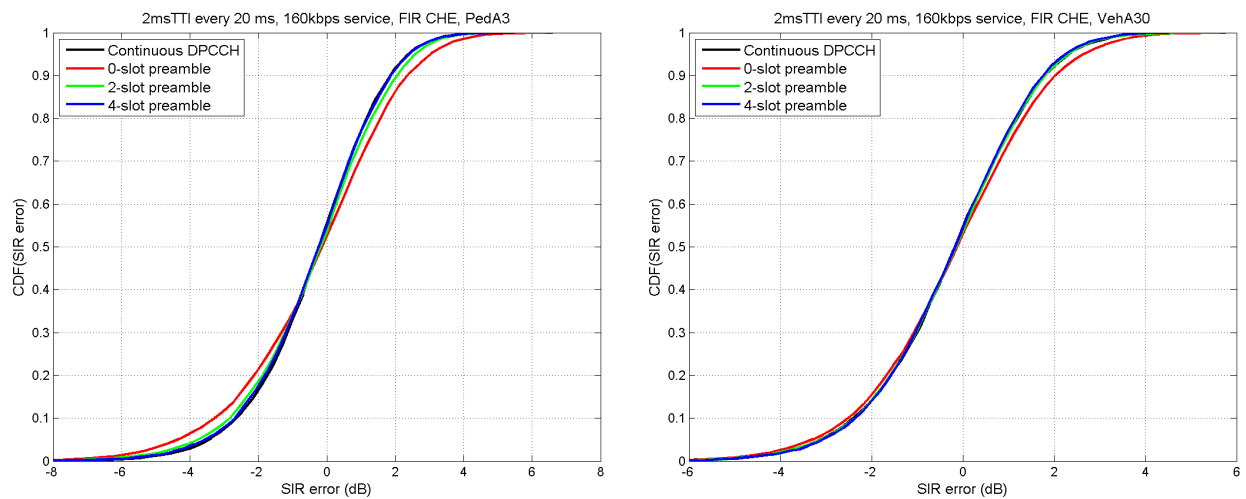 2msTTI every 20 ms, 160kbps service, FIR CHE, PedA3
Continuous DPCCH
0-slot preamble
2-slot preamble
4-slot preamble
CDF(SIR error)
1
0.9
0.8
0.7
0.6
0.5
0.4
0.3
0.2
0.1
0
-8
-6
-4
-2
0
2
4
6
8
SIR error (dB)
2msTTI every 20 ms, 160kbps service, FIR CHE, VehA30
Continuous DPCCH
0-slot preamble
2-slot preamble
4-slot preamble
CDF(SIR error)
1
0.9
0.8
0.7
0.6
0.5
0.4
0.3
0.2
0.1
0
-6
-4
-2
0
2
4
6
SIR error (dB)